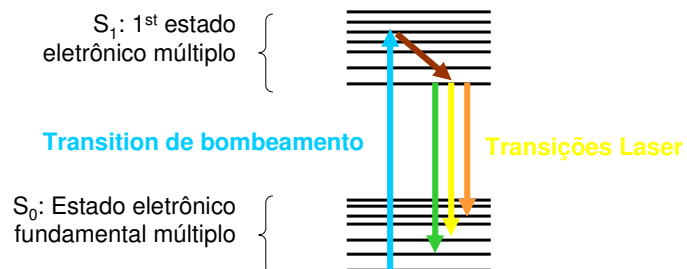 S₁: 1ˢᵗ estado
eletrônico múltiplo
Transition de bombeamento
Transições Laser
S₀: Estado eletrônico
fundamental múltiplo